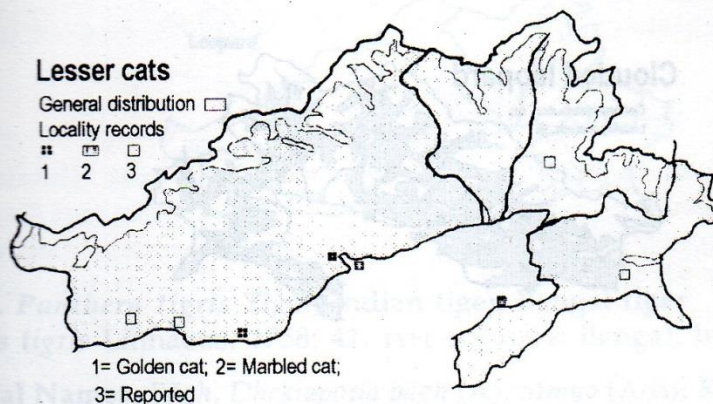 Lesser cats
General distribution
Locality records
1 2 3
1= Golden cat; 2= Marbled cat;
3= Reported